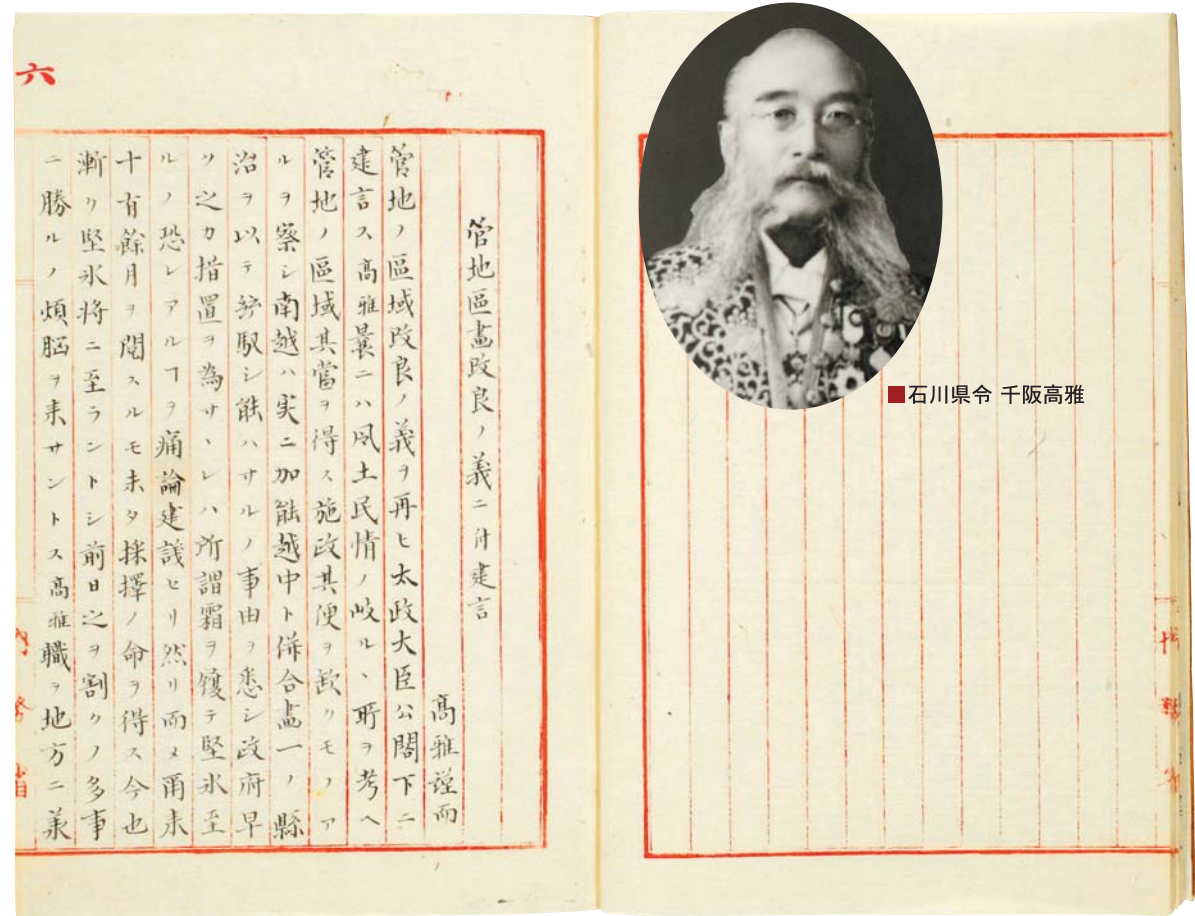 ■石川県令 千阪高雅
管地區畫改良ノ義ニ付建言
高雅謹而
管地ノ區域改良ノ義ヲ再ヒ太政大臣公閤下ニ
建言ス高雅曩ニハ風土民情ノ岐ル、所ヲ考ヘ
管地ノ區域其當ヲ得ス施政其便ヲ欠クモノア
ルヲ察シ南越ハ実ニ加能越中ト併合畫一ノ縣
治ヲ以テ 馭シ能ハサルノ事由ヲ悉シ政府早
ク之カ措置ヲ為サ、レハ所謂霜ヲ履テ堅氷至
ルノ恐レアルヿヲ痛論建議セリ然リ而メ爾来
十有餘月ヲ閲スルモ未タ採擇ノ命ヲ得ス今也
漸ク堅氷将ニ至ラントシ前日之ヲ割クノ多事
ニ勝ルノ煩脳ヲ来サントス高雅職ヲ地方ニ
六
省